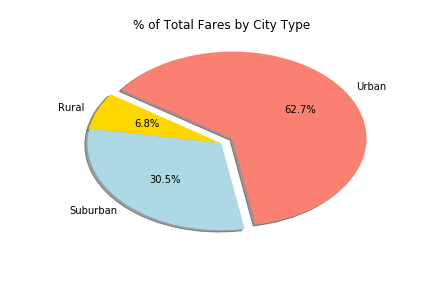 % of Total Fares by City Type
Urban
62.7%
Rural
6.8%
30.5%
Suburban